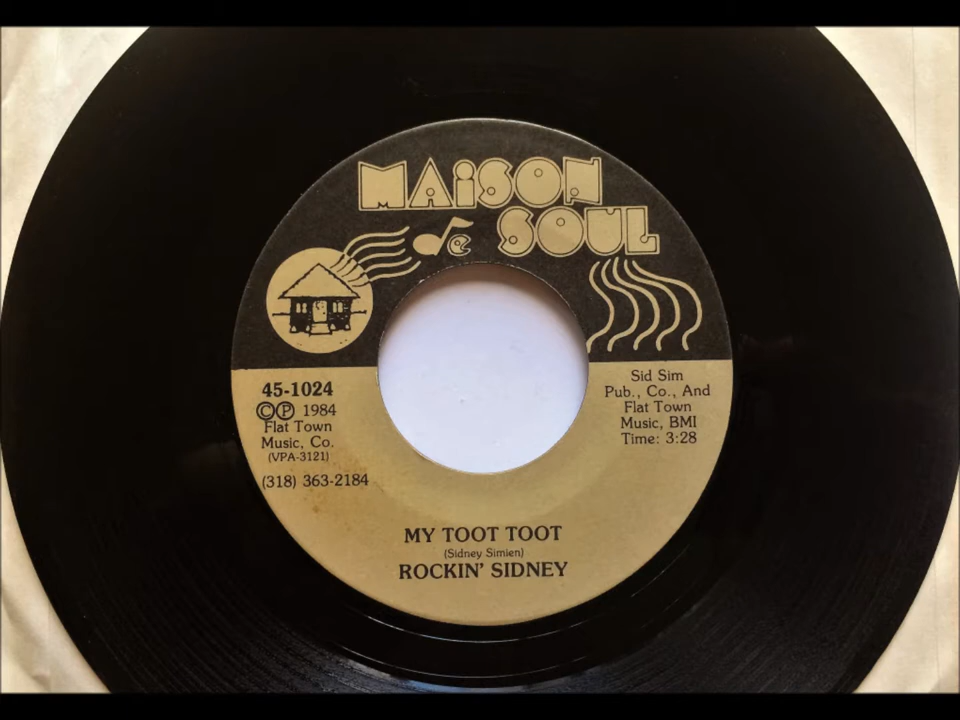 MAiSON
de SOUL
45-1024
Ⓒ Ⓟ 1984
Flat Town
Music, Co.
(VPA-3121)
(318) 363-2184
Sid Sim
Pub., Co., And
Flat Town
Music, BMI
Time: 3:28
MY TOOT TOOT
(Sidney Simien)
ROCKIN' SIDNEY